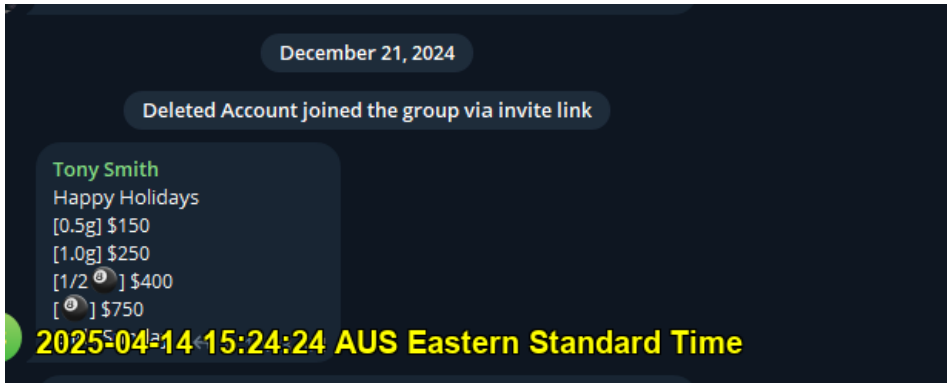 December 21, 2024
Deleted Account joined the group via invite link
Tony Smith
Happy Holidays
[0.5g] $150
[1.0g] $250
[1/2 🎱] $400
[🎱] $750
2025-04-14 15:24:24 AUS Eastern Standard Time